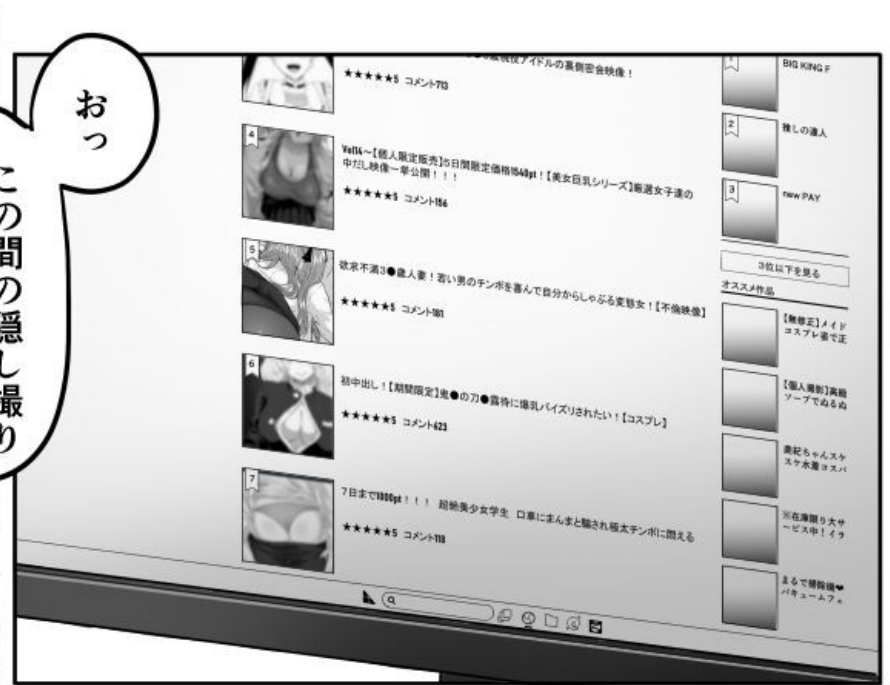 おっ
この間の隠し撮り
現役アイドルの裏側密会映像！
★★★★★5 コメント713
4
Vol14～【個人限定販売】5日間限定価格1540pt！【美女巨乳シリーズ】厳選女子達の
中だし映像一挙公開！！！
★★★★★5 コメント156
5
欲求不満3●歳人妻！若い男のチンポを喜んで自分からしゃぶる変態女！【不倫映像】
★★★★★5 コメント181
6
初中出し！【期間限定】鬼●の刀●露侍に爆乳パイズリされたい！【コスプレ】
★★★★★5 コメント623
7
7日まで1000pt！！！ 超絶美少女学生 口車にまんまと騙され極太チンポに悶える
★★★★★5 コメント118
1
BIG KING F
2
推しの達人
3
new PAY
3位以下を見る
オススメ作品
【無修正】メイド
コスプレ姿で正
【個人撮影】高級
ソープでぬるぬ
美紀ちゃんスケ
スケ水着コスパ
※在庫限り大サ
ービス中！イラ
まるで掃除機❤
バキュームフェ